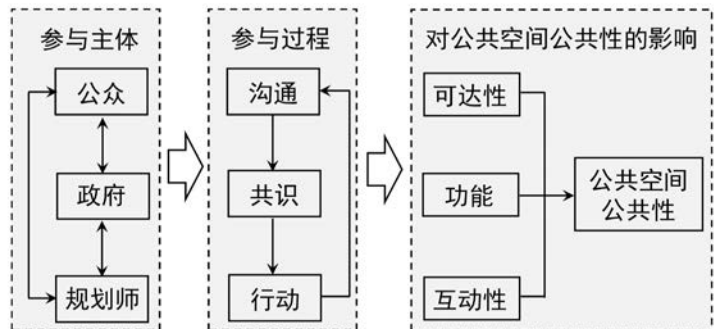 参与主体
公众
政府
规划师
参与过程
沟通
共识
行动
对公共空间公共性的影响
可达性
功能
互动性
公共空间
公共性